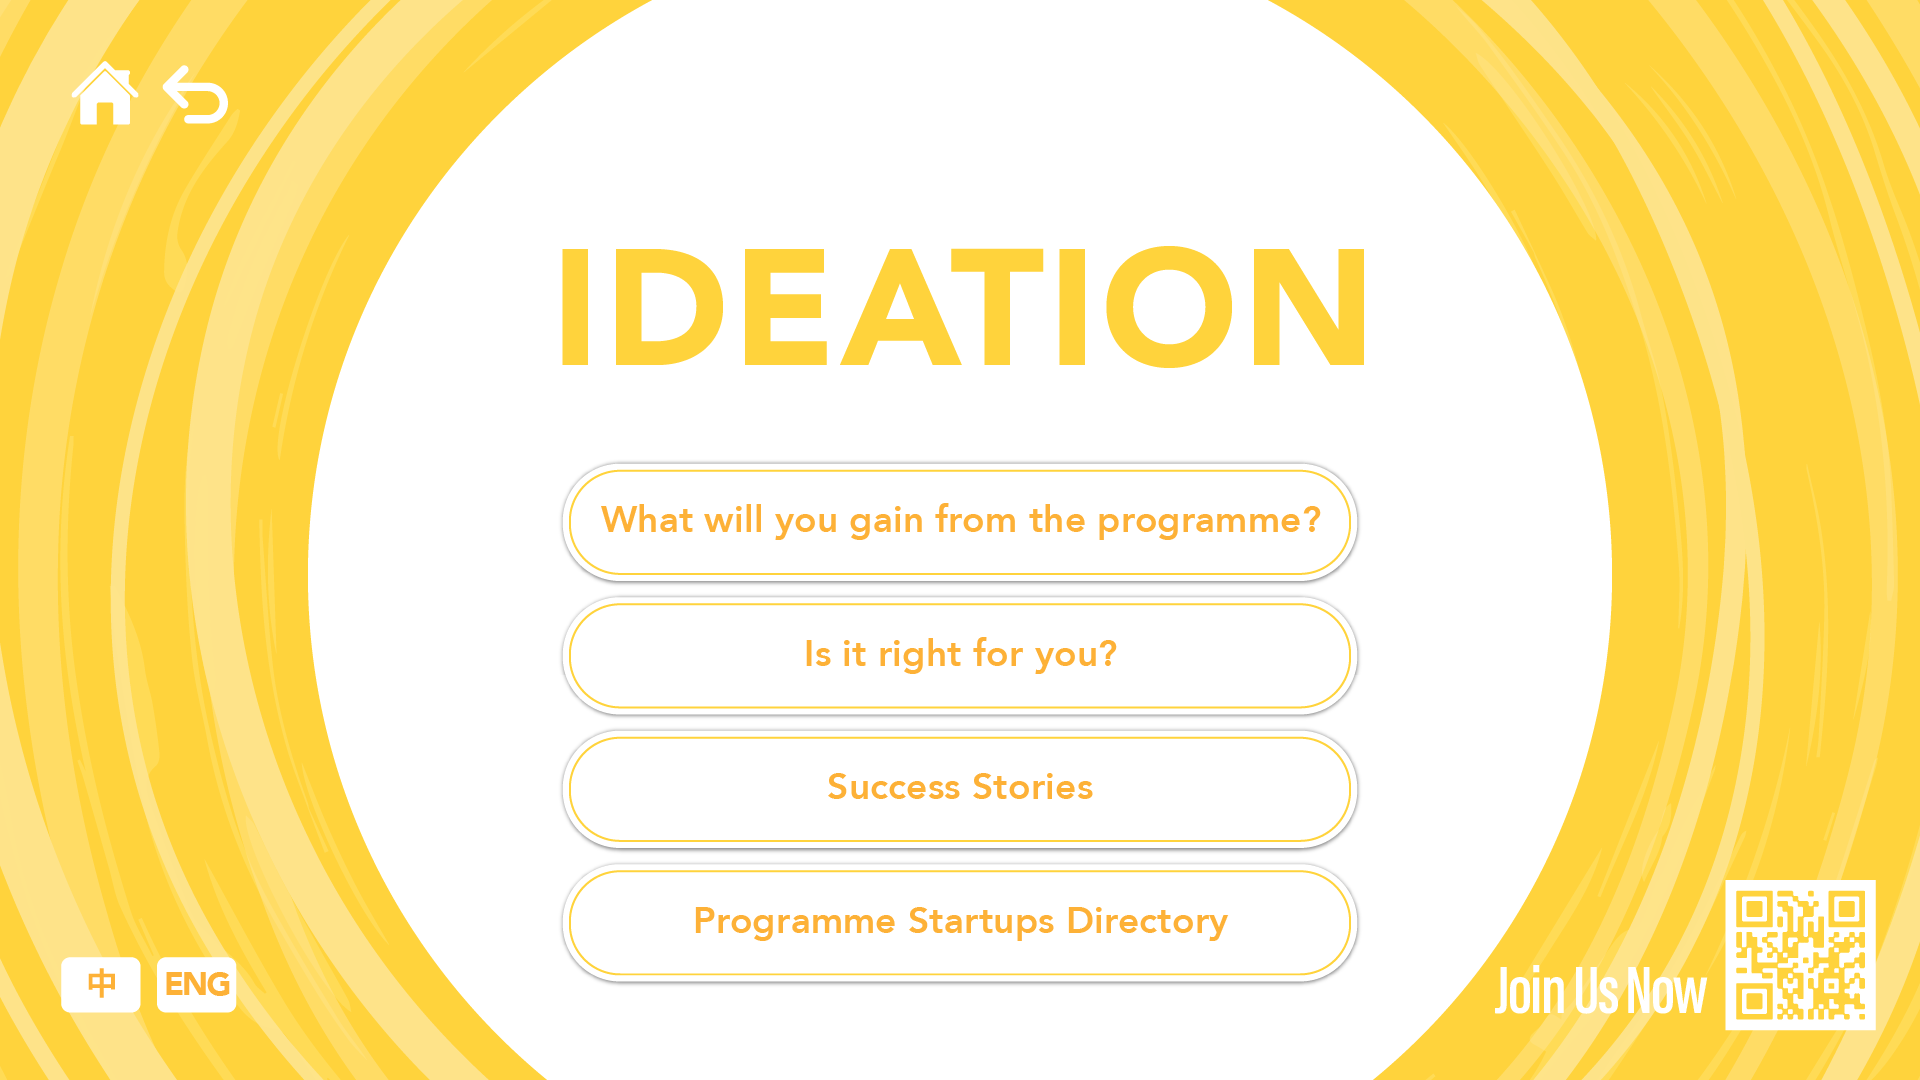 IDEATION
What will you gain from the programme?
Is it right for you?
Success Stories
Programme Startups Directory
中
ENG
Join Us Now